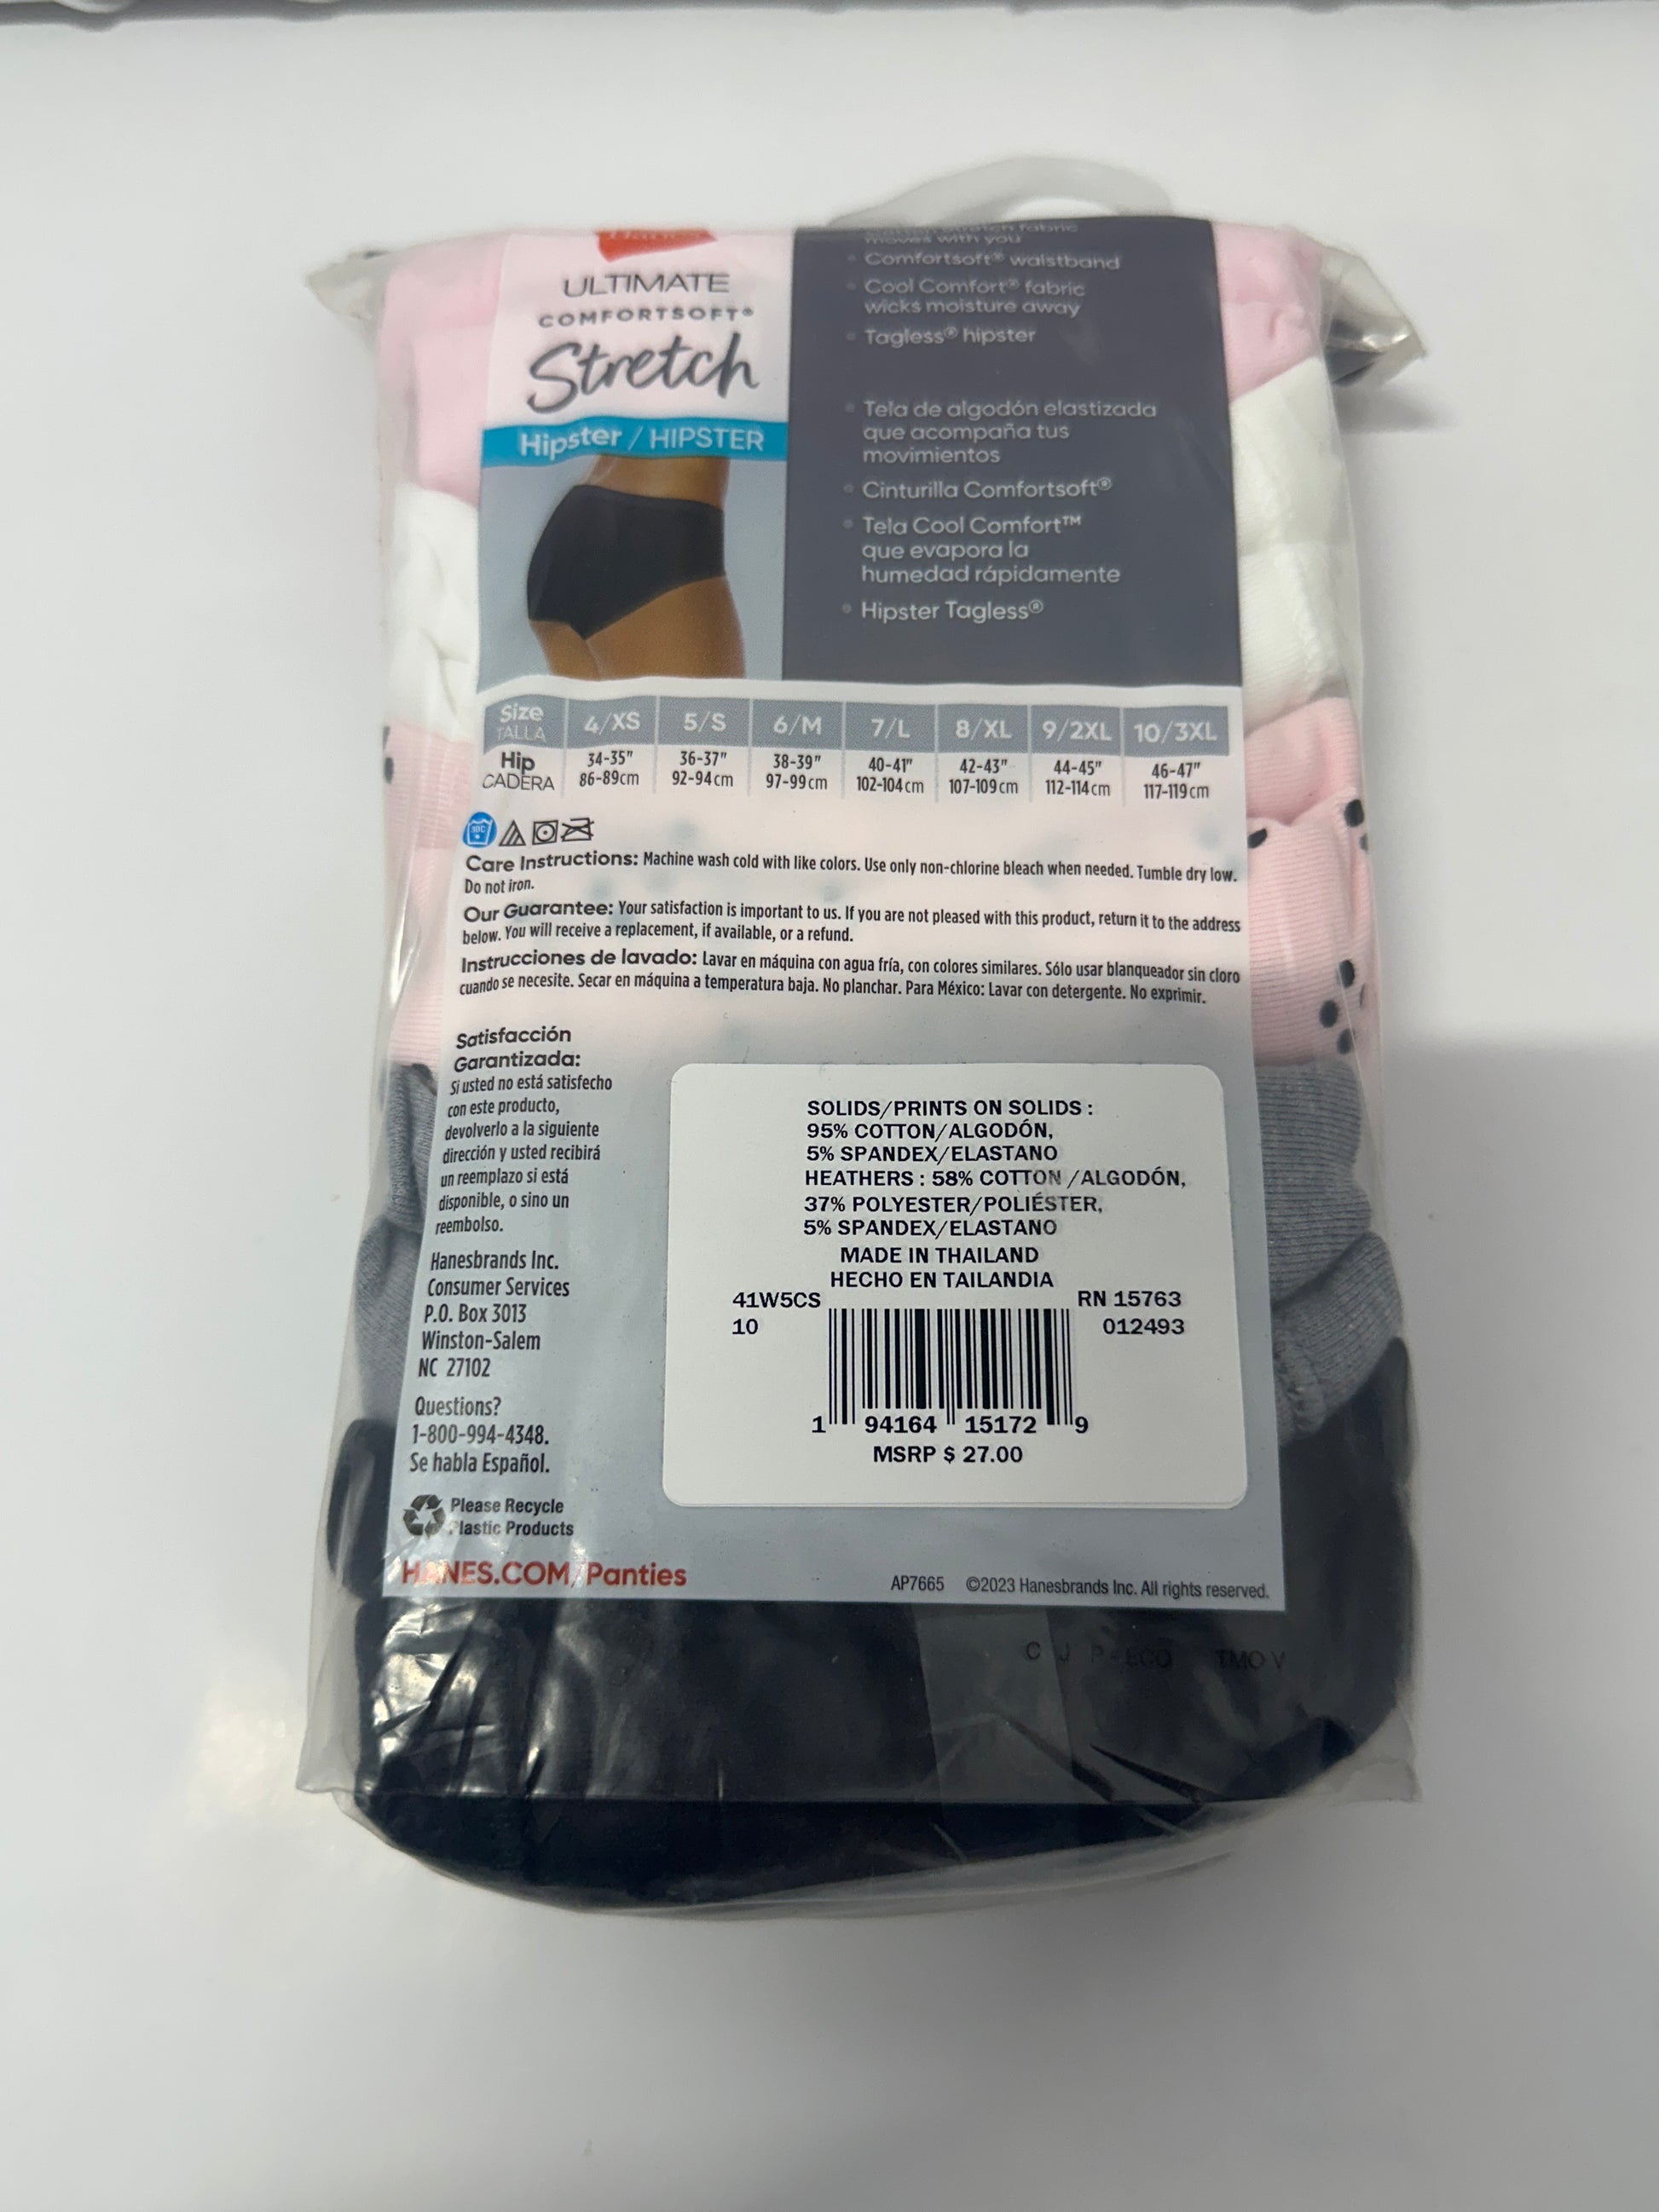 Hanes
ULTIMATE
COMFORTSOFT®
Stretch
Hipster / HIPSTER
stretch fabric
moves with you
• Comfortsoft® waistband
• Cool Comfort® fabric
wicks moisture away
• Tagless® hipster
• Tela de algodón elastizada
que acompaña tus
movimientos
• Cinturilla Comfortsoft®
• Tela Cool Comfort™
que evapora la
humedad rápidamente
• Hipster Tagless®
Size 4/XS 5/S 6/M 7/L 8/XL 9/2XL 10/3XL
TALLA
Hip 34-35" 36-37" 38-39" 40-41" 42-43" 44-45" 46-47"
CADERA 86-89cm 92-94cm 97-99cm 102-104cm 107-109cm 112-114cm 117-119cm
30C
Care Instructions: Machine wash cold with like colors. Use only non-chlorine bleach when needed. Tumble dry low.
Do not iron.
Our Guarantee: Your satisfaction is important to us. If you are not pleased with this product, return it to the address
below. You will receive a replacement, if available, or a refund.
Instrucciones de lavado: Lavar en máquina con agua fría, con colores similares. Sólo usar blanqueador sin cloro
cuando se necesite. Secar en máquina a temperatura baja. No planchar. Para México: Lavar con detergente. No exprimir.
Satisfacción
Garantizada:
Si usted no está satisfecho
con este producto,
devolverlo a la siguiente
dirección y usted recibirá
un reemplazo si está
disponible, o sino un
reembolso.
Hanesbrands Inc.
Consumer Services
P.O. Box 3013
Winston-Salem
NC 27102
Questions?
1-800-994-4348.
Se habla Español.
Please Recycle
Plastic Products
HANES.COM/Panties
SOLIDS/PRINTS ON SOLIDS :
95% COTTON/ALGODÓN,
5% SPANDEX/ELASTANO
HEATHERS : 58% COTTON /ALGODÓN,
37% POLYESTER/POLIÉSTER,
5% SPANDEX/ELASTANO
MADE IN THAILAND
HECHO EN TAILANDIA
41W5CS RN 15763
10 012493
1 94164 15172 9
MSRP $ 27.00
AP7665 ©2023 Hanesbrands Inc. All rights reserved.